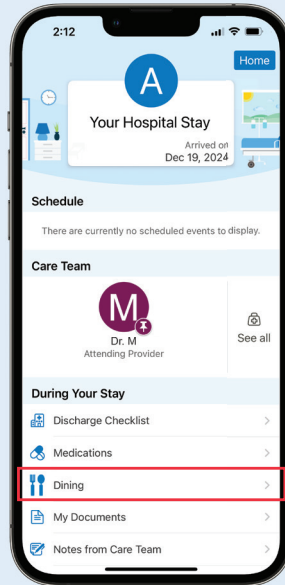 2:12
Home
A
Your Hospital Stay
Arrived on
Dec 19, 2024
Schedule
There are currently no scheduled events to display.
Care Team
M
Dr. M
Attending Provider
See all
During Your Stay
Discharge Checklist
Medications
Dining
My Documents
Notes from Care Team